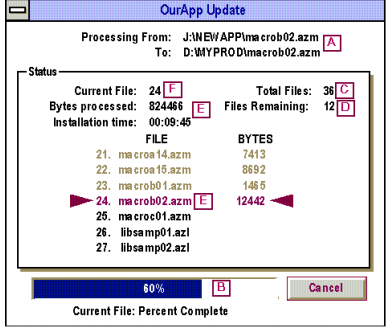 OurApp Update
Processing From: J:\NEWAPP\macrob02.azm A
To: D:\MYPROD\macrob02.azm
Status
Current File: 24 F Total Files: 36 C
Bytes processed: 824466 E Files Remaining: 12 D
Installation time: 00:09:45
FILE BYTES
21. macroa14.azm 7413
22. macroa15.azm 8692
23. macrob01.azm 1465
24. macrob02.azm E 12442
25. macroc01.azm
26. libsamp01.azl
27. libsamp02.azl
60% B Cancel
Current File: Percent Complete